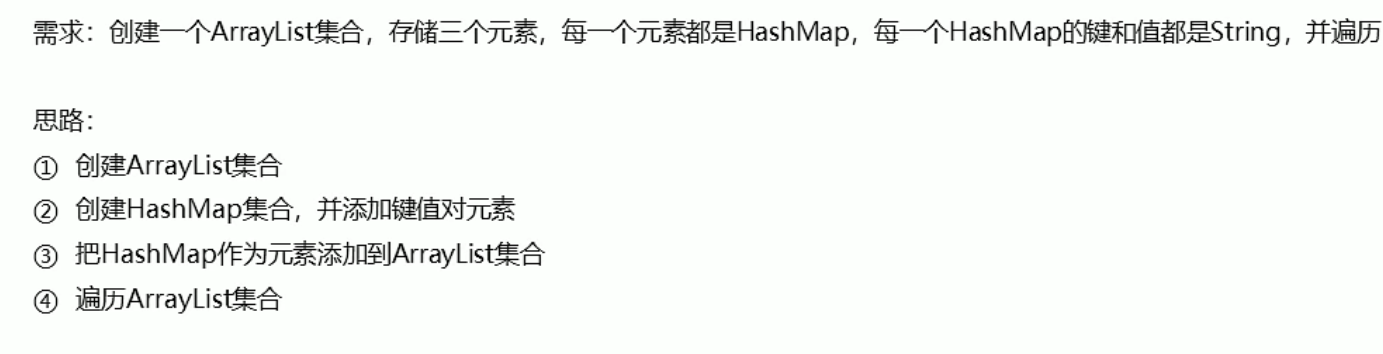 需求：创建一个ArrayList集合，存储三个元素，每一个元素都是HashMap，每一个HashMap的键和值都是String，并遍历
思路：
① 创建ArrayList集合
② 创建HashMap集合，并添加键值对元素
③ 把HashMap作为元素添加到ArrayList集合
④ 遍历ArrayList集合